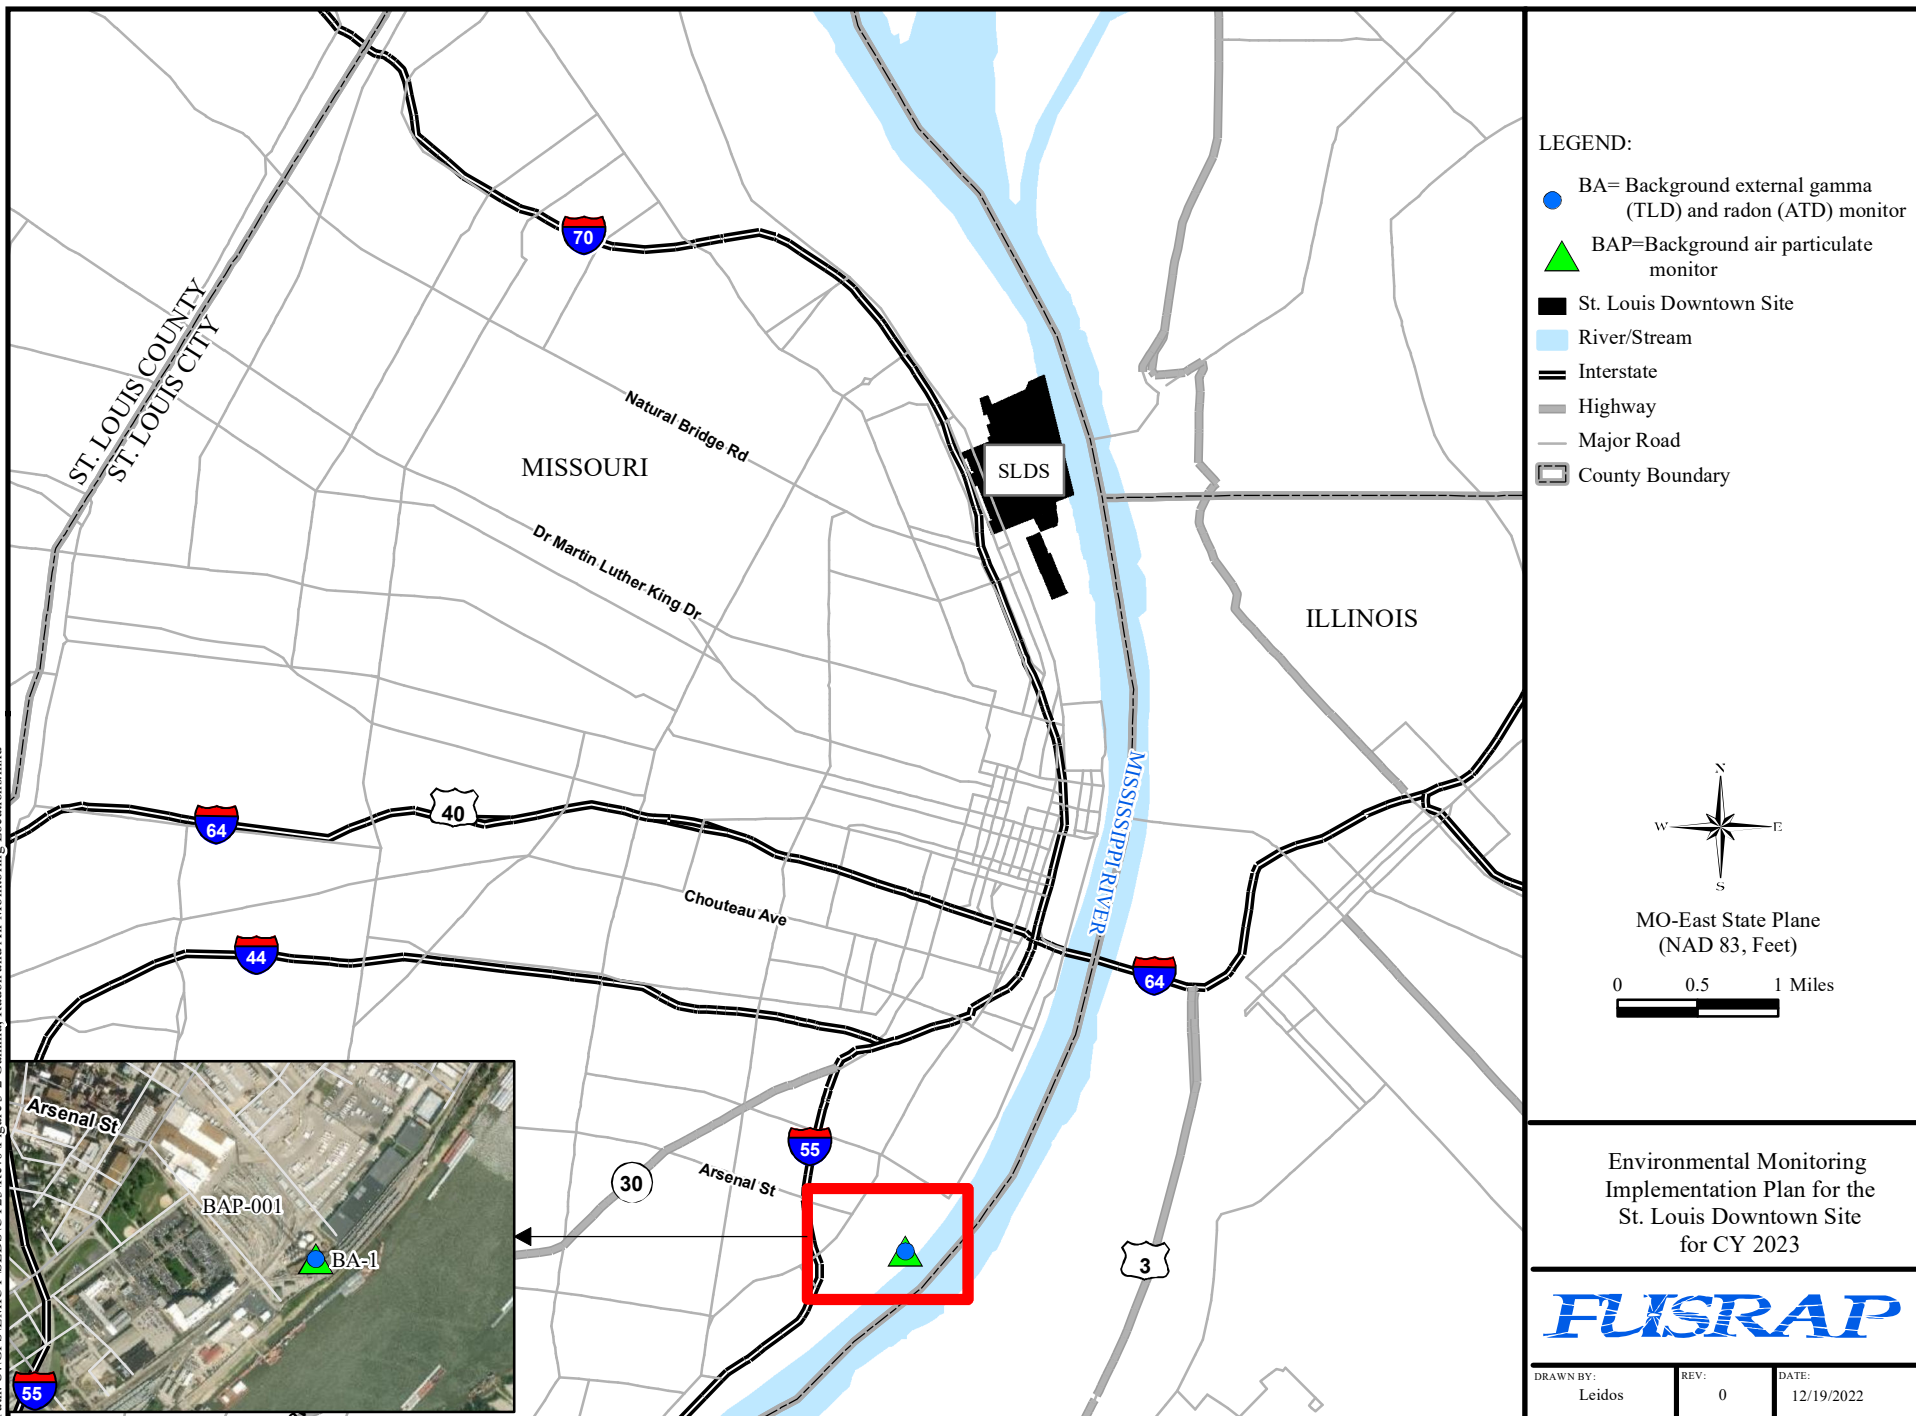 70
ST. LOUIS COUNTY
ST. LOUIS CITY
Natural Bridge Rd
MISSOURI
SLDS
Dr Martin Luther King Dr
ILLINOIS
MISSISSIPPI RIVER
64
40
Chouteau Ave
44
64
55
30
Arsenal St
3
Arsenal St
BAP-001
BA-1
55
LEGEND:
BA= Background external gamma
(TLD) and radon (ATD) monitor
BAP=Background air particulate
monitor
St. Louis Downtown Site
River/Stream
Interstate
Highway
Major Road
County Boundary
N
W E
S
MO-East State Plane
(NAD 83, Feet)
0 0.5 1 Miles
Environmental Monitoring
Implementation Plan for the
St. Louis Downtown Site
for CY 2023
FUSRAP
DRAWN BY: REV: DATE:
Leidos 0 12/19/2022